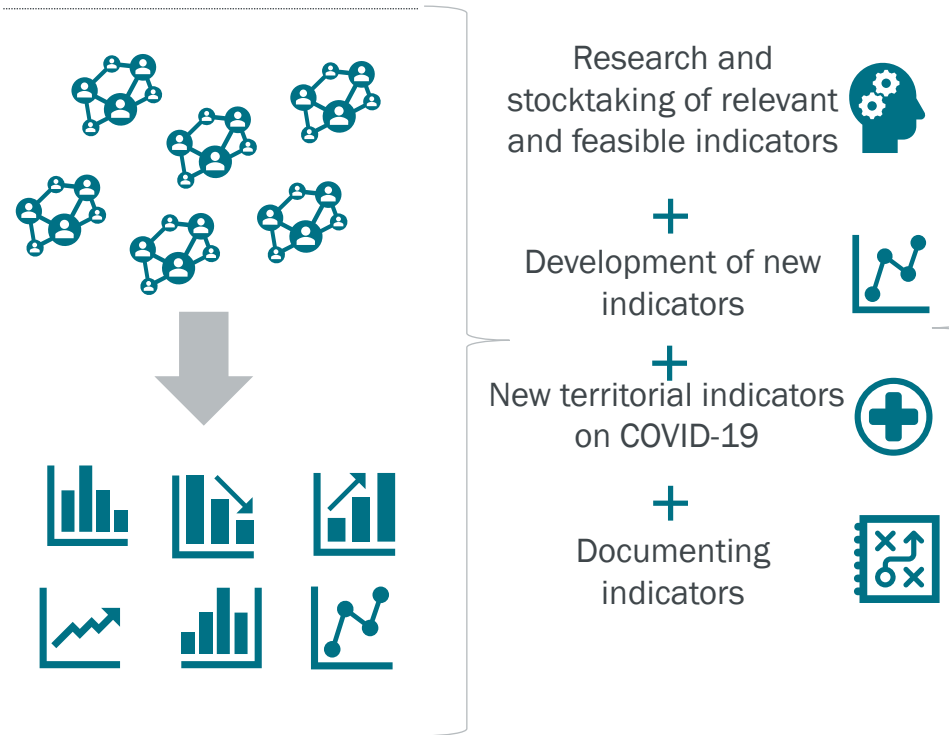 Research and
stocktaking of relevant
and feasible indicators
+
Development of new
indicators
+
New territorial indicators
on COVID-19
+
Documenting
indicators